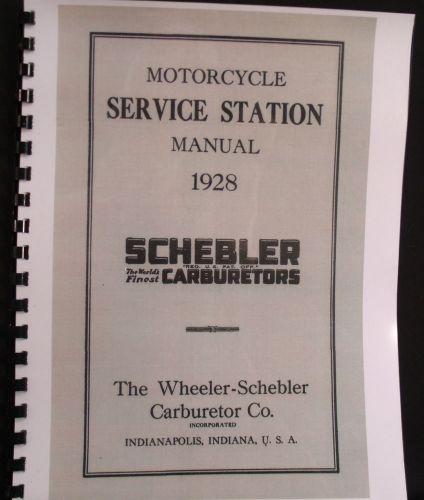 MOTORCYCLE
SERVICE STATION
MANUAL
1928
SCHEBLER
"REG. U. S. PAT. OFF."
The World's
Finest CARBURETORS
The Wheeler-Schebler
Carburetor Co.
INCORPORATED
INDIANAPOLIS, INDIANA, U. S. A.